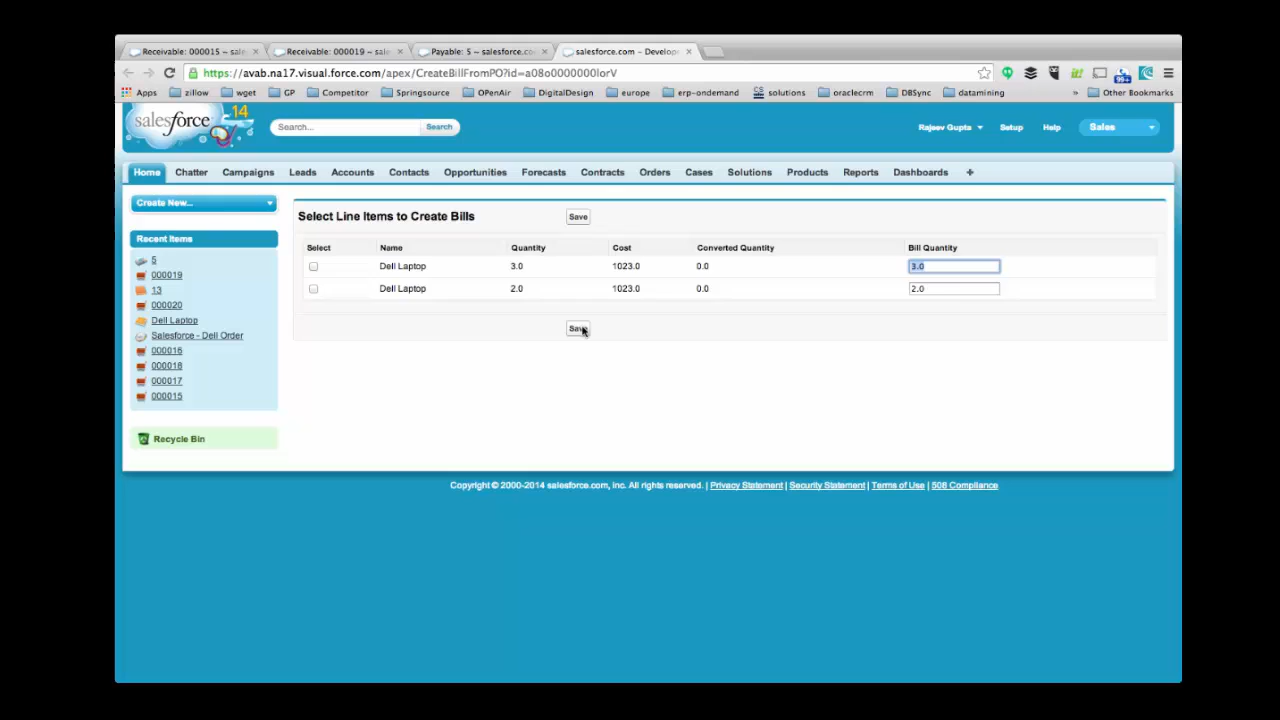 Receivable: 000015 ~ sale
Receivable: 000019 ~ sale
Payable: 5 ~ salesforce.co
salesforce.com - Develop
https://avab.na17.visual.force.com/apex/CreateBillFromPO?id=a08o0000000lorV
Apps zillow wget GP Competitor Springsource OPenAir DigitalDesign europe erp-ondemand CS solutions oraclecrm DBSync datamining » Other Bookmarks
99+
salesforce 14
Search... Search
Rajeev Gupta Setup Help Sales
Home Chatter Campaigns Leads Accounts Contacts Opportunities Forecasts Contracts Orders Cases Solutions Products Reports Dashboards +
Create New...
Recent Items
5
000019
13
000020
Dell Laptop
Salesforce - Dell Order
000016
000018
000017
000015
Recycle Bin
Select Line Items to Create Bills Save
Select Name Quantity Cost Converted Quantity Bill Quantity
Dell Laptop 3.0 1023.0 0.0 3.0
Dell Laptop 2.0 1023.0 0.0 2.0
Save
Copyright © 2000-2014 salesforce.com, inc. All rights reserved. | Privacy Statement | Security Statement | Terms of Use | 508 Compliance